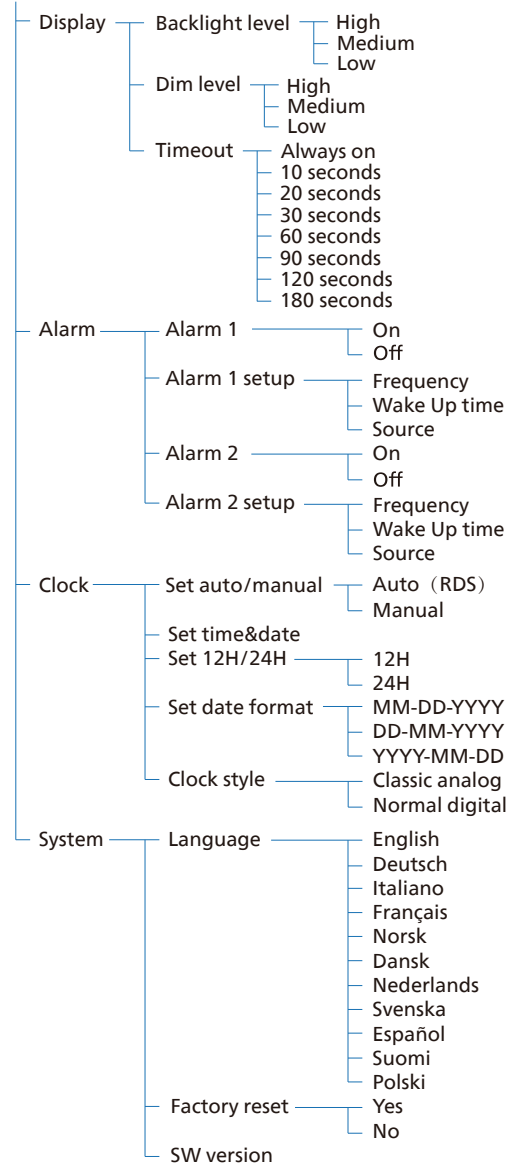 Display Backlight level High
Medium
Low
Dim level High
Medium
Low
Timeout Always on
10 seconds
20 seconds
30 seconds
60 seconds
90 seconds
120 seconds
180 seconds
Alarm Alarm 1 On
Off
Alarm 1 setup Frequency
Wake Up time
Source
Alarm 2 On
Off
Alarm 2 setup Frequency
Wake Up time
Source
Clock Set auto/manual Auto（RDS）
Manual
Set time&date
Set 12H/24H 12H
24H
Set date format MM-DD-YYYY
DD-MM-YYYY
YYYY-MM-DD
Clock style Classic analog
Normal digital
System Language English
Deutsch
Italiano
Français
Norsk
Dansk
Nederlands
Svenska
Español
Suomi
Polski
Factory reset Yes
No
SW version